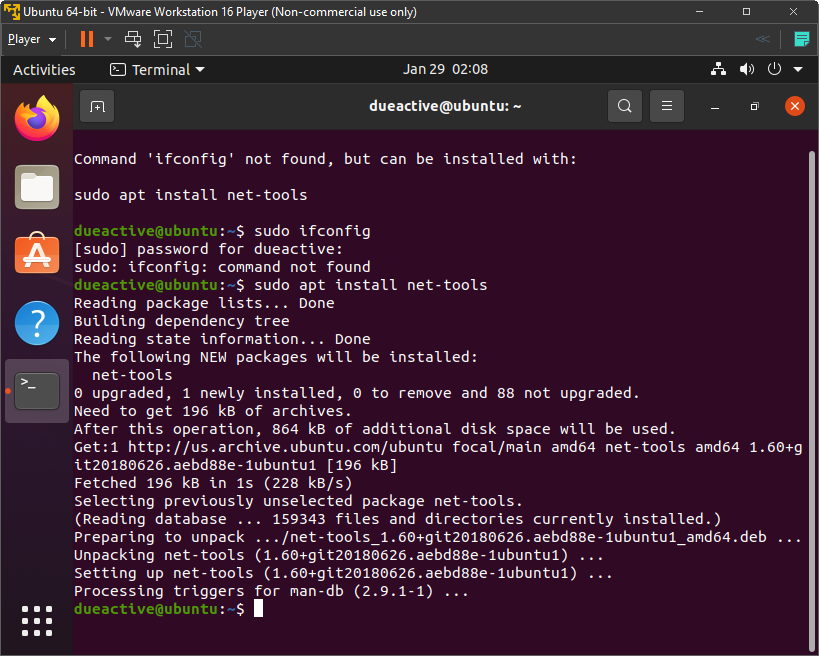 Ubuntu 64-bit - VMware Workstation 16 Player (Non-commercial use only)
Player
Activities Terminal Jan 29 02:08
dueactive@ubuntu: ~
Command 'ifconfig' not found, but can be installed with:
sudo apt install net-tools
dueactive@ubuntu:~$ sudo ifconfig
[sudo] password for dueactive:
sudo: ifconfig: command not found
dueactive@ubuntu:~$ sudo apt install net-tools
Reading package lists... Done
Building dependency tree
Reading state information... Done
The following NEW packages will be installed:
  net-tools
0 upgraded, 1 newly installed, 0 to remove and 88 not upgraded.
Need to get 196 kB of archives.
After this operation, 864 kB of additional disk space will be used.
Get:1 http://us.archive.ubuntu.com/ubuntu focal/main amd64 net-tools amd64 1.60+g
it20180626.aebd88e-1ubuntu1 [196 kB]
Fetched 196 kB in 1s (228 kB/s)
Selecting previously unselected package net-tools.
(Reading database ... 159343 files and directories currently installed.)
Preparing to unpack .../net-tools_1.60+git20180626.aebd88e-1ubuntu1_amd64.deb ...
Unpacking net-tools (1.60+git20180626.aebd88e-1ubuntu1) ...
Setting up net-tools (1.60+git20180626.aebd88e-1ubuntu1) ...
Processing triggers for man-db (2.9.1-1) ...
dueactive@ubuntu:~$